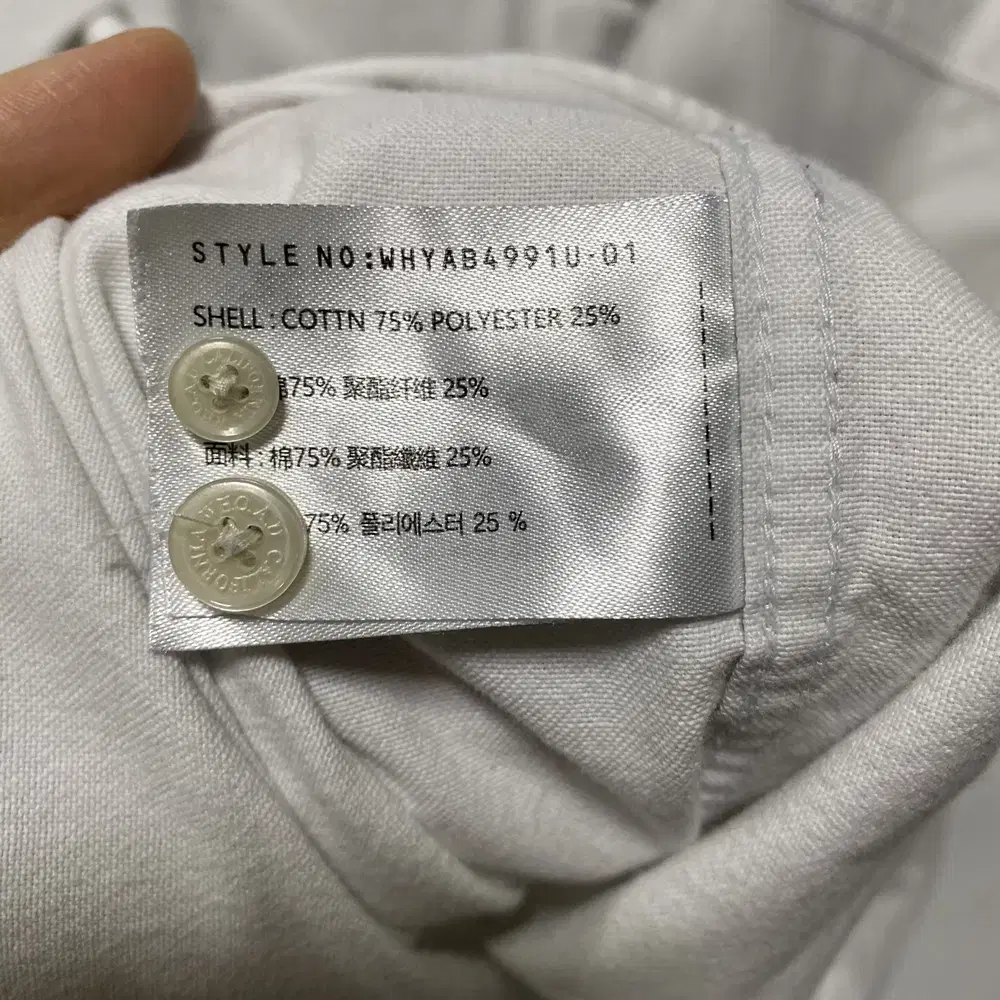 STYLE NO:WHYAB4991U-01
SHELL : COTTN 75% POLYESTER 25%
棉75% 聚酯纤维 25%
面料 : 棉75% 聚酯纖維 25%
75% 폴리에스터 25 %
CALIFORNIA